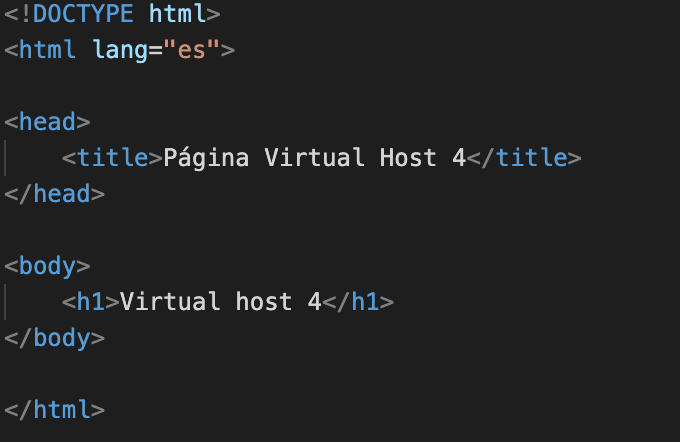 <!DOCTYPE html>
<html lang="es">
<head>
<title>Página Virtual Host 4</title>
</head>
<body>
<h1>Virtual host 4</h1>
</body>
</html>